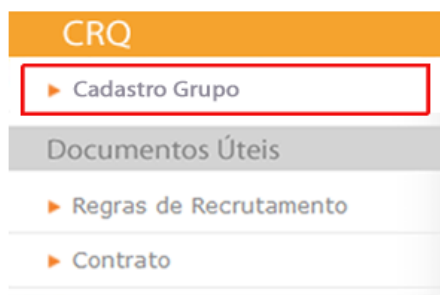 CRQ
Cadastro Grupo
Documentos Úteis
Regras de Recrutamento
Contrato